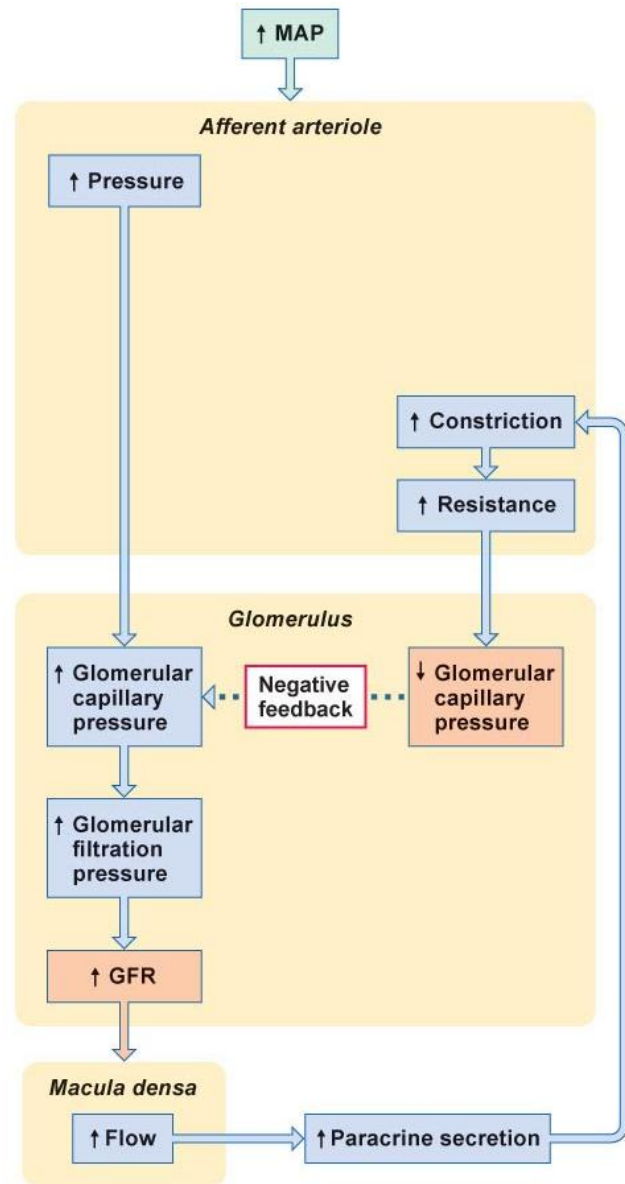 ↑ MAP
Afferent arteriole
↑ Pressure
↑ Constriction
↑ Resistance
Glomerulus
↑ Glomerular
capillary
pressure
Negative
feedback
↓ Glomerular
capillary
pressure
↑ Glomerular
filtration
pressure
↑ GFR
Macula densa
↑ Flow
↑ Paracrine secretion